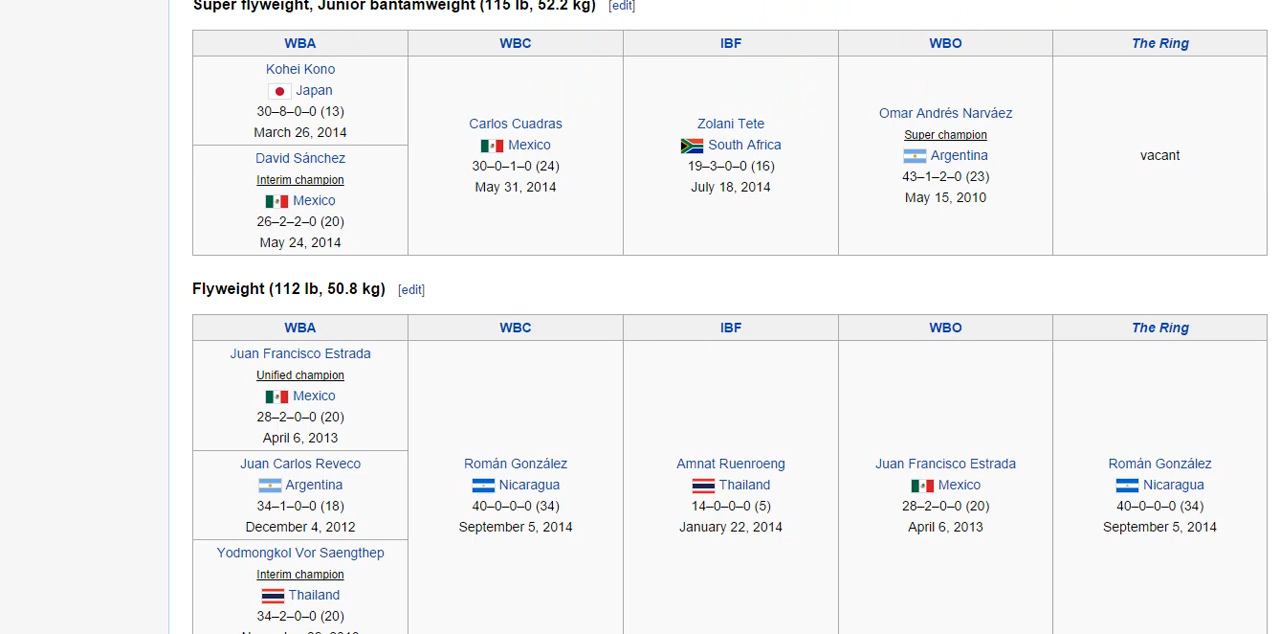 Super flyweight, Junior bantamweight (115 lb, 52.2 kg) [edit]
WBA WBC IBF WBO The Ring
Kohei Kono
Japan
30–8–0–0 (13)
March 26, 2014
David Sánchez
Interim champion
Mexico
26–2–2–0 (20)
May 24, 2014
Carlos Cuadras
Mexico
30–0–1–0 (24)
May 31, 2014
Zolani Tete
South Africa
19–3–0–0 (16)
July 18, 2014
Omar Andrés Narváez
Super champion
Argentina
43–1–2–0 (23)
May 15, 2010
vacant
Flyweight (112 lb, 50.8 kg) [edit]
WBA WBC IBF WBO The Ring
Juan Francisco Estrada
Unified champion
Mexico
28–2–0–0 (20)
April 6, 2013
Juan Carlos Reveco
Argentina
34–1–0–0 (18)
December 4, 2012
Yodmongkol Vor Saengthep
Interim champion
Thailand
34–2–0–0 (20)
Román González
Nicaragua
40–0–0–0 (34)
September 5, 2014
Amnat Ruenroeng
Thailand
14–0–0–0 (5)
January 22, 2014
Juan Francisco Estrada
Mexico
28–2–0–0 (20)
April 6, 2013
Román González
Nicaragua
40–0–0–0 (34)
September 5, 2014